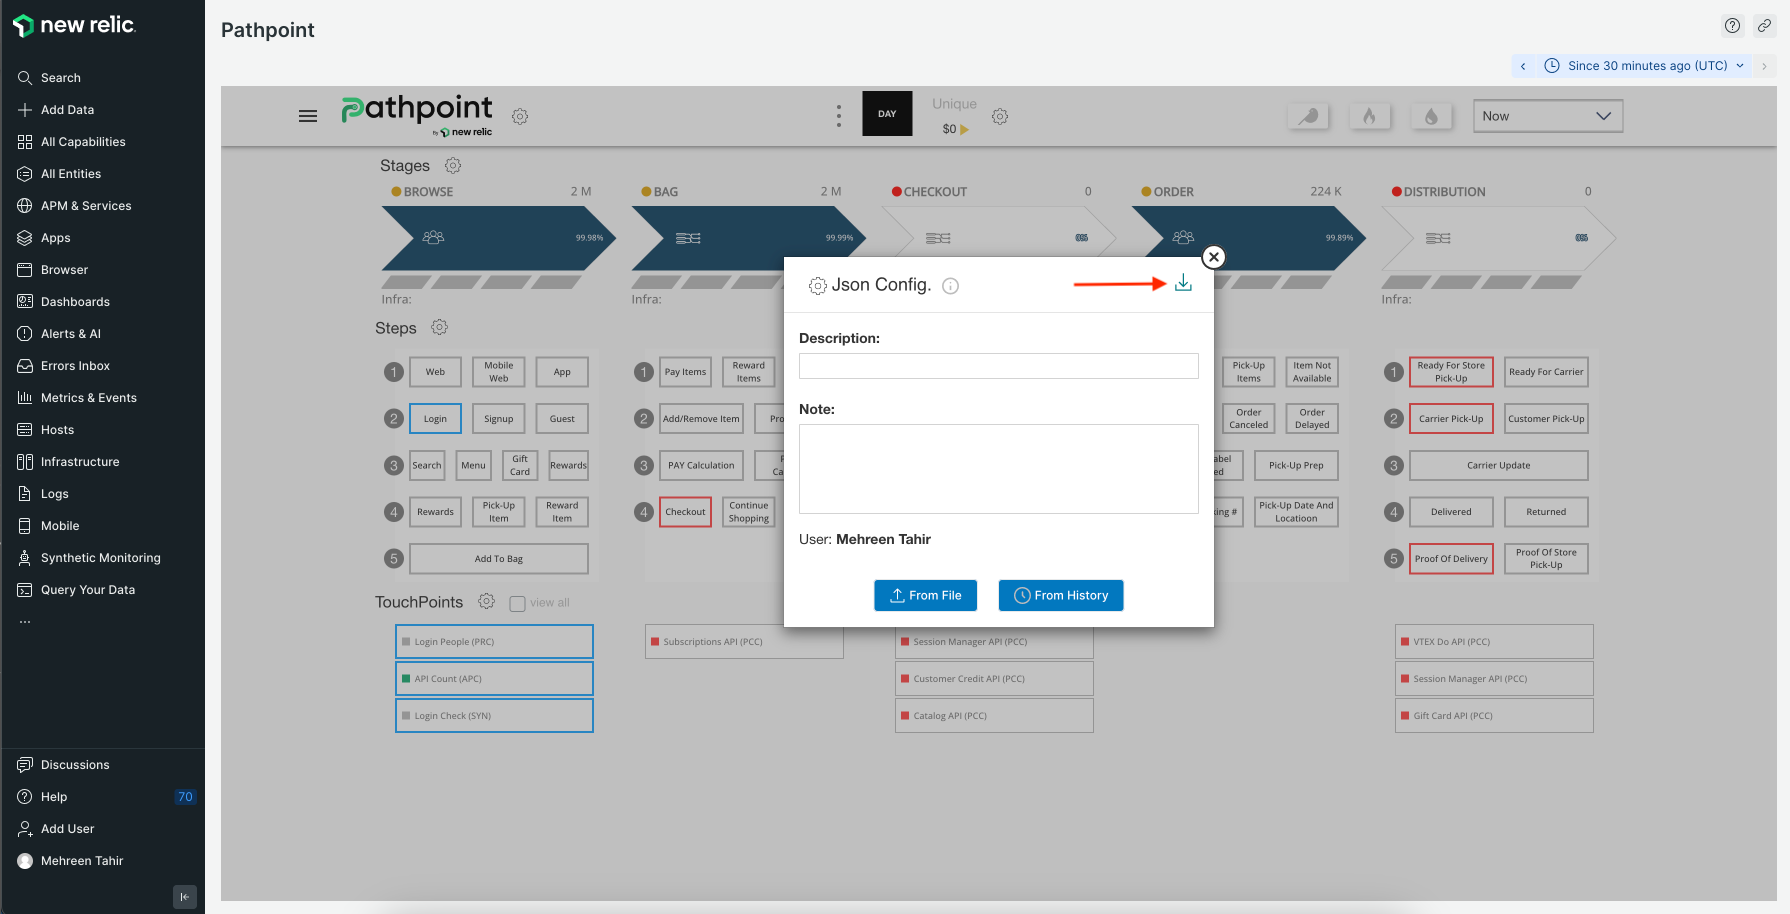 new relic.
Search
Add Data
All Capabilities
All Entities
APM & Services
Apps
Browser
Dashboards
Alerts & AI
Errors Inbox
Metrics & Events
Hosts
Infrastructure
Logs
Mobile
Synthetic Monitoring
Query Your Data
...
Discussions
Help 70
Add User
Mehreen Tahir
Pathpoint
Since 30 minutes ago (UTC)
Pathpoint
by new relic
DAY
Unique
$0
Now
Stages
BROWSE 2 M
BAG 2 M
CHECKOUT 0
ORDER 224 K
DISTRIBUTION 0
99.98%
99.99%
0%
99.89%
0%
Infra:
Infra:
Infra:
Steps
1 Web
Mobile
Web
App
2 Login
Signup
Guest
3 Search
Menu
Gift
Card
Rewards
4 Rewards
Pick-Up
Item
Reward
Item
5 Add To Bag
1 Pay Items
Reward
Items
2 Add/Remove Item
Pro
3 PAY Calculation
4 Checkout
Continue
Shopping
Json Config.
Description:
Note:
User: Mehreen Tahir
From File
From History
Pick-Up
Items
Item Not
Available
Order
Canceled
Order
Delayed
Pick-Up Prep
Pick-Up Date And
Locatioon
1 Ready For Store
Pick-Up
Ready For Carrier
2 Carrier Pick-Up
Customer Pick-Up
3 Carrier Update
4 Delivered
Returned
5 Proof Of Delivery
Proof Of Store
Pick-Up
TouchPoints
view all
Login People (PRC)
API Count (APC)
Login Check (SYN)
Subscriptions API (PCC)
Session Manager API (PCC)
Customer Credit API (PCC)
Catalog API (PCC)
VTEX Do API (PCC)
Session Manager API (PCC)
Gift Card API (PCC)